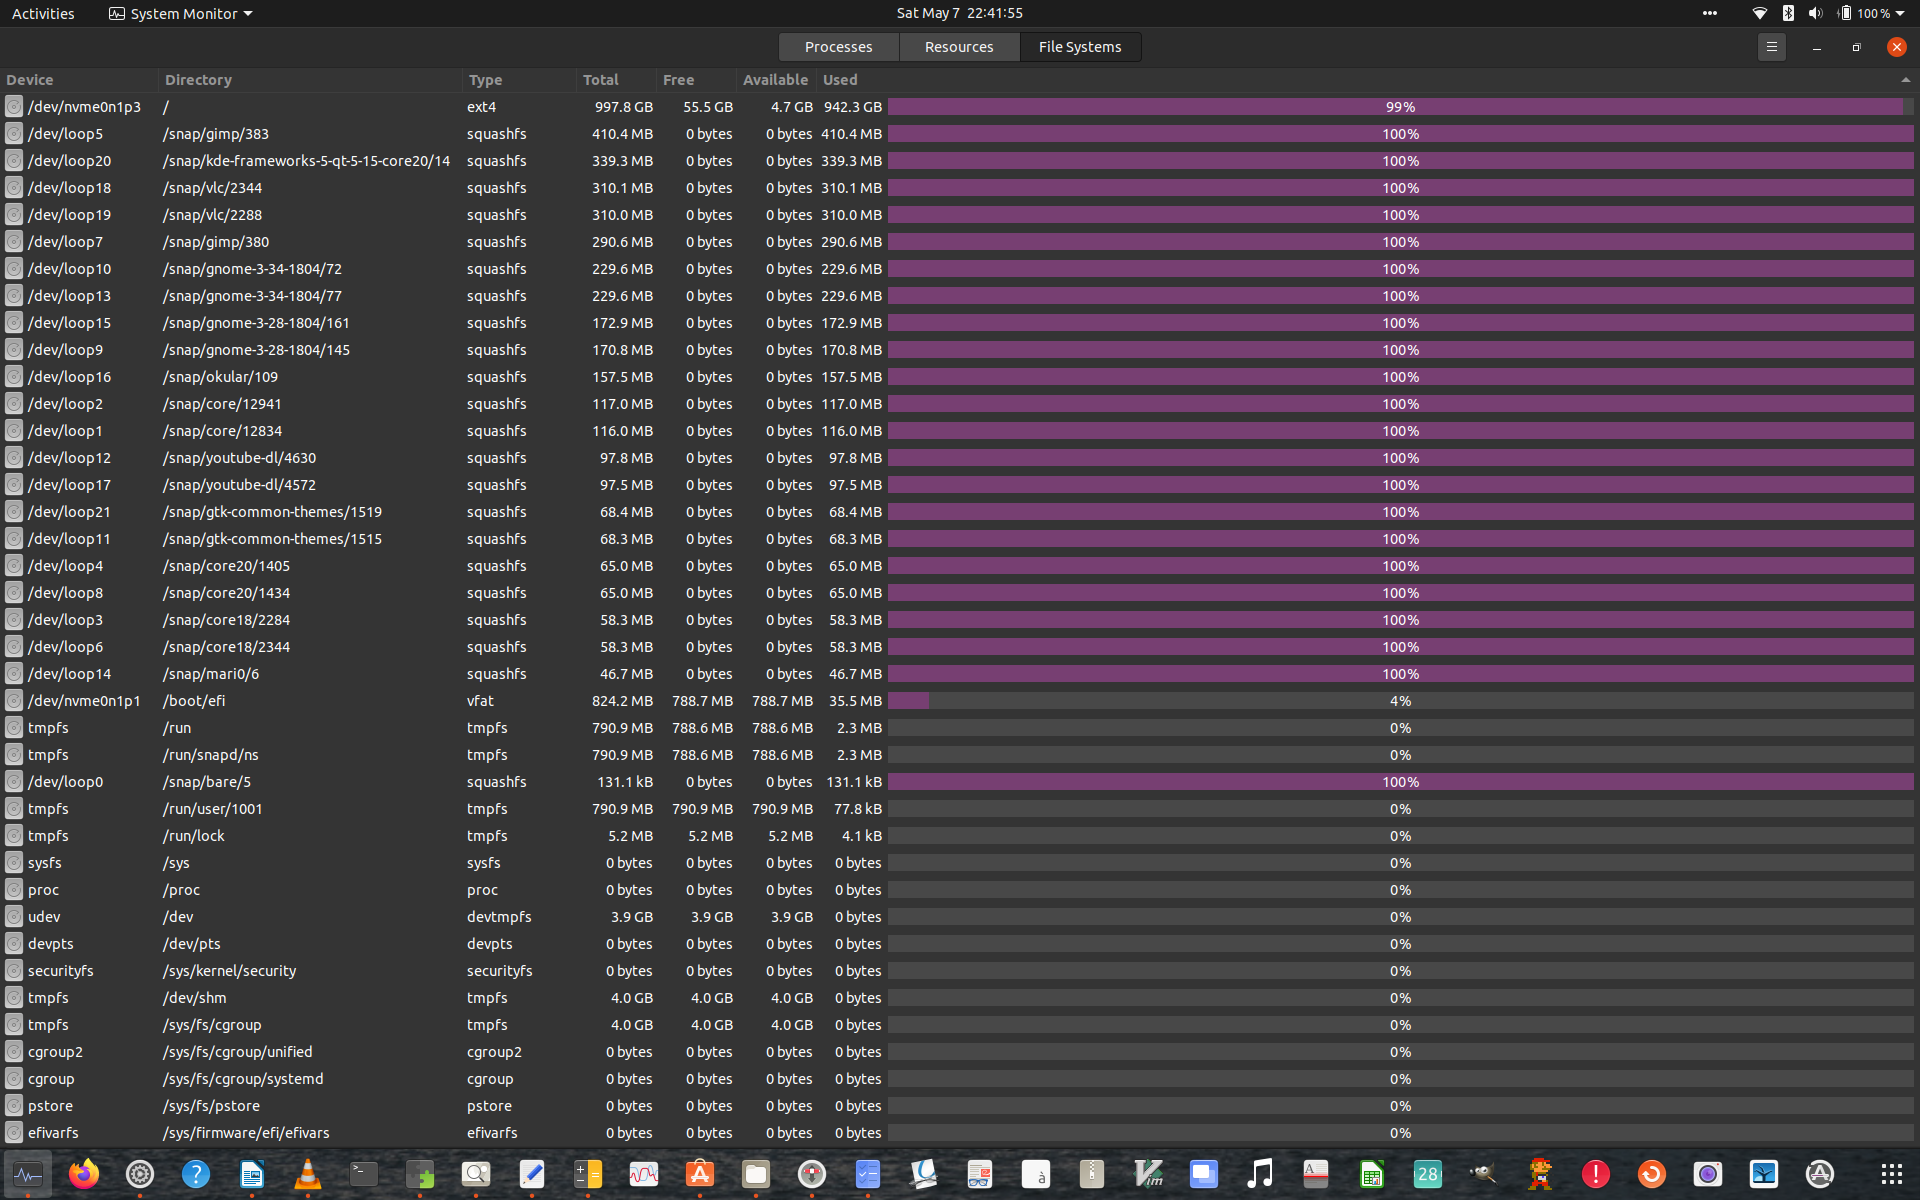 Activities System Monitor Sat May 7 22:41:55 100 %
Processes Resources File Systems
Device Directory Type Total Free Available Used
/dev/nvme0n1p3 / ext4 997.8 GB 55.5 GB 4.7 GB 942.3 GB 99%
/dev/loop5 /snap/gimp/383 squashfs 410.4 MB 0 bytes 0 bytes 410.4 MB 100%
/dev/loop20 /snap/kde-frameworks-5-qt-5-15-core20/14 squashfs 339.3 MB 0 bytes 0 bytes 339.3 MB 100%
/dev/loop18 /snap/vlc/2344 squashfs 310.1 MB 0 bytes 0 bytes 310.1 MB 100%
/dev/loop19 /snap/vlc/2288 squashfs 310.0 MB 0 bytes 0 bytes 310.0 MB 100%
/dev/loop7 /snap/gimp/380 squashfs 290.6 MB 0 bytes 0 bytes 290.6 MB 100%
/dev/loop10 /snap/gnome-3-34-1804/72 squashfs 229.6 MB 0 bytes 0 bytes 229.6 MB 100%
/dev/loop13 /snap/gnome-3-34-1804/77 squashfs 229.6 MB 0 bytes 0 bytes 229.6 MB 100%
/dev/loop15 /snap/gnome-3-28-1804/161 squashfs 172.9 MB 0 bytes 0 bytes 172.9 MB 100%
/dev/loop9 /snap/gnome-3-28-1804/145 squashfs 170.8 MB 0 bytes 0 bytes 170.8 MB 100%
/dev/loop16 /snap/okular/109 squashfs 157.5 MB 0 bytes 0 bytes 157.5 MB 100%
/dev/loop2 /snap/core/12941 squashfs 117.0 MB 0 bytes 0 bytes 117.0 MB 100%
/dev/loop1 /snap/core/12834 squashfs 116.0 MB 0 bytes 0 bytes 116.0 MB 100%
/dev/loop12 /snap/youtube-dl/4630 squashfs 97.8 MB 0 bytes 0 bytes 97.8 MB 100%
/dev/loop17 /snap/youtube-dl/4572 squashfs 97.5 MB 0 bytes 0 bytes 97.5 MB 100%
/dev/loop21 /snap/gtk-common-themes/1519 squashfs 68.4 MB 0 bytes 0 bytes 68.4 MB 100%
/dev/loop11 /snap/gtk-common-themes/1515 squashfs 68.3 MB 0 bytes 0 bytes 68.3 MB 100%
/dev/loop4 /snap/core20/1405 squashfs 65.0 MB 0 bytes 0 bytes 65.0 MB 100%
/dev/loop8 /snap/core20/1434 squashfs 65.0 MB 0 bytes 0 bytes 65.0 MB 100%
/dev/loop3 /snap/core18/2284 squashfs 58.3 MB 0 bytes 0 bytes 58.3 MB 100%
/dev/loop6 /snap/core18/2344 squashfs 58.3 MB 0 bytes 0 bytes 58.3 MB 100%
/dev/loop14 /snap/mari0/6 squashfs 46.7 MB 0 bytes 0 bytes 46.7 MB 100%
/dev/nvme0n1p1 /boot/efi vfat 824.2 MB 788.7 MB 788.7 MB 35.5 MB 4%
tmpfs /run tmpfs 790.9 MB 788.6 MB 788.6 MB 2.3 MB 0%
tmpfs /run/snapd/ns tmpfs 790.9 MB 788.6 MB 788.6 MB 2.3 MB 0%
/dev/loop0 /snap/bare/5 squashfs 131.1 kB 0 bytes 0 bytes 131.1 kB 100%
tmpfs /run/user/1001 tmpfs 790.9 MB 790.9 MB 790.9 MB 77.8 kB 0%
tmpfs /run/lock tmpfs 5.2 MB 5.2 MB 5.2 MB 4.1 kB 0%
sysfs /sys sysfs 0 bytes 0 bytes 0 bytes 0 bytes 0%
proc /proc proc 0 bytes 0 bytes 0 bytes 0 bytes 0%
udev /dev devtmpfs 3.9 GB 3.9 GB 3.9 GB 0 bytes 0%
devpts /dev/pts devpts 0 bytes 0 bytes 0 bytes 0 bytes 0%
securityfs /sys/kernel/security securityfs 0 bytes 0 bytes 0 bytes 0 bytes 0%
tmpfs /dev/shm tmpfs 4.0 GB 4.0 GB 4.0 GB 0 bytes 0%
tmpfs /sys/fs/cgroup tmpfs 4.0 GB 4.0 GB 4.0 GB 0 bytes 0%
cgroup2 /sys/fs/cgroup/unified cgroup2 0 bytes 0 bytes 0 bytes 0 bytes 0%
cgroup /sys/fs/cgroup/systemd cgroup 0 bytes 0 bytes 0 bytes 0 bytes 0%
pstore /sys/fs/pstore pstore 0 bytes 0 bytes 0 bytes 0 bytes 0%
efivarfs /sys/firmware/efi/efivars efivarfs 0 bytes 0 bytes 0 bytes 0 bytes 0%
? >_ à Vim A 28 !